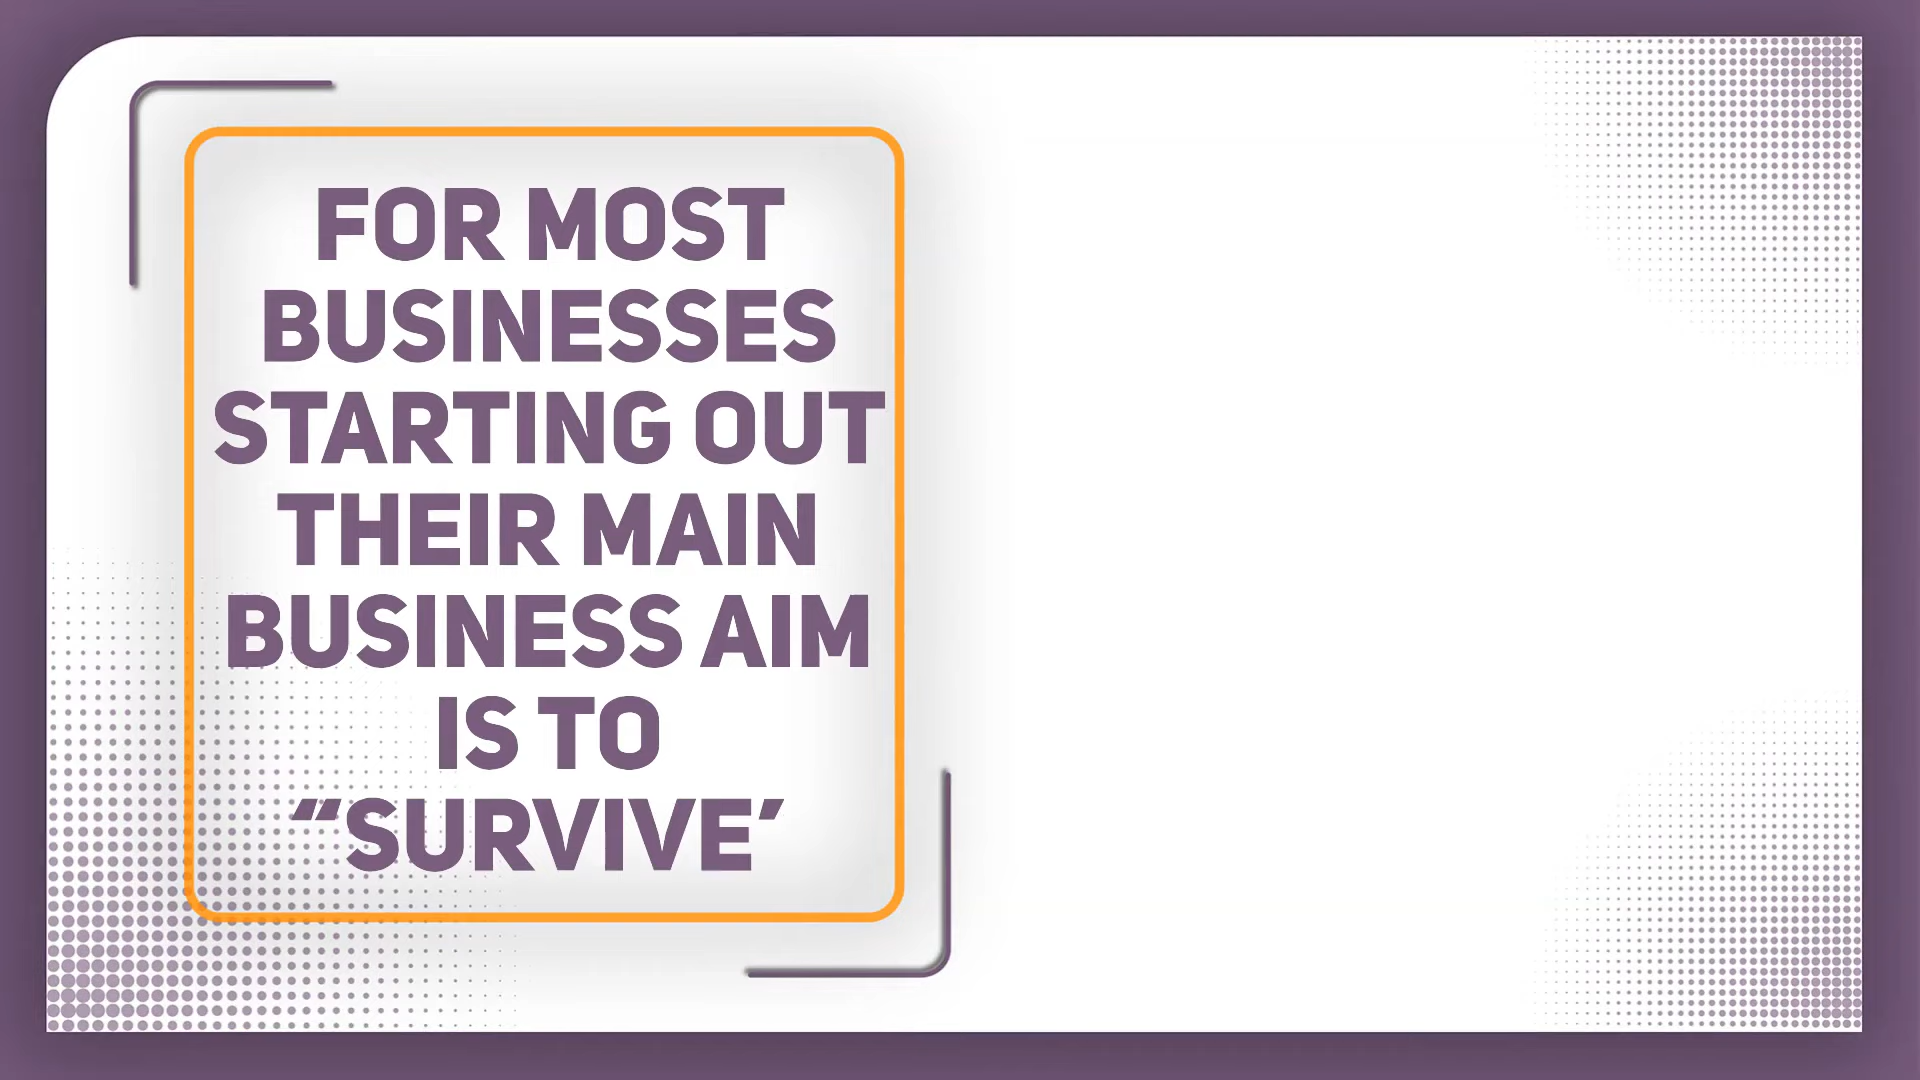 FOR MOST
BUSINESSES
STARTING OUT
THEIR MAIN
BUSINESS AIM
IS TO
“SURVIVE’